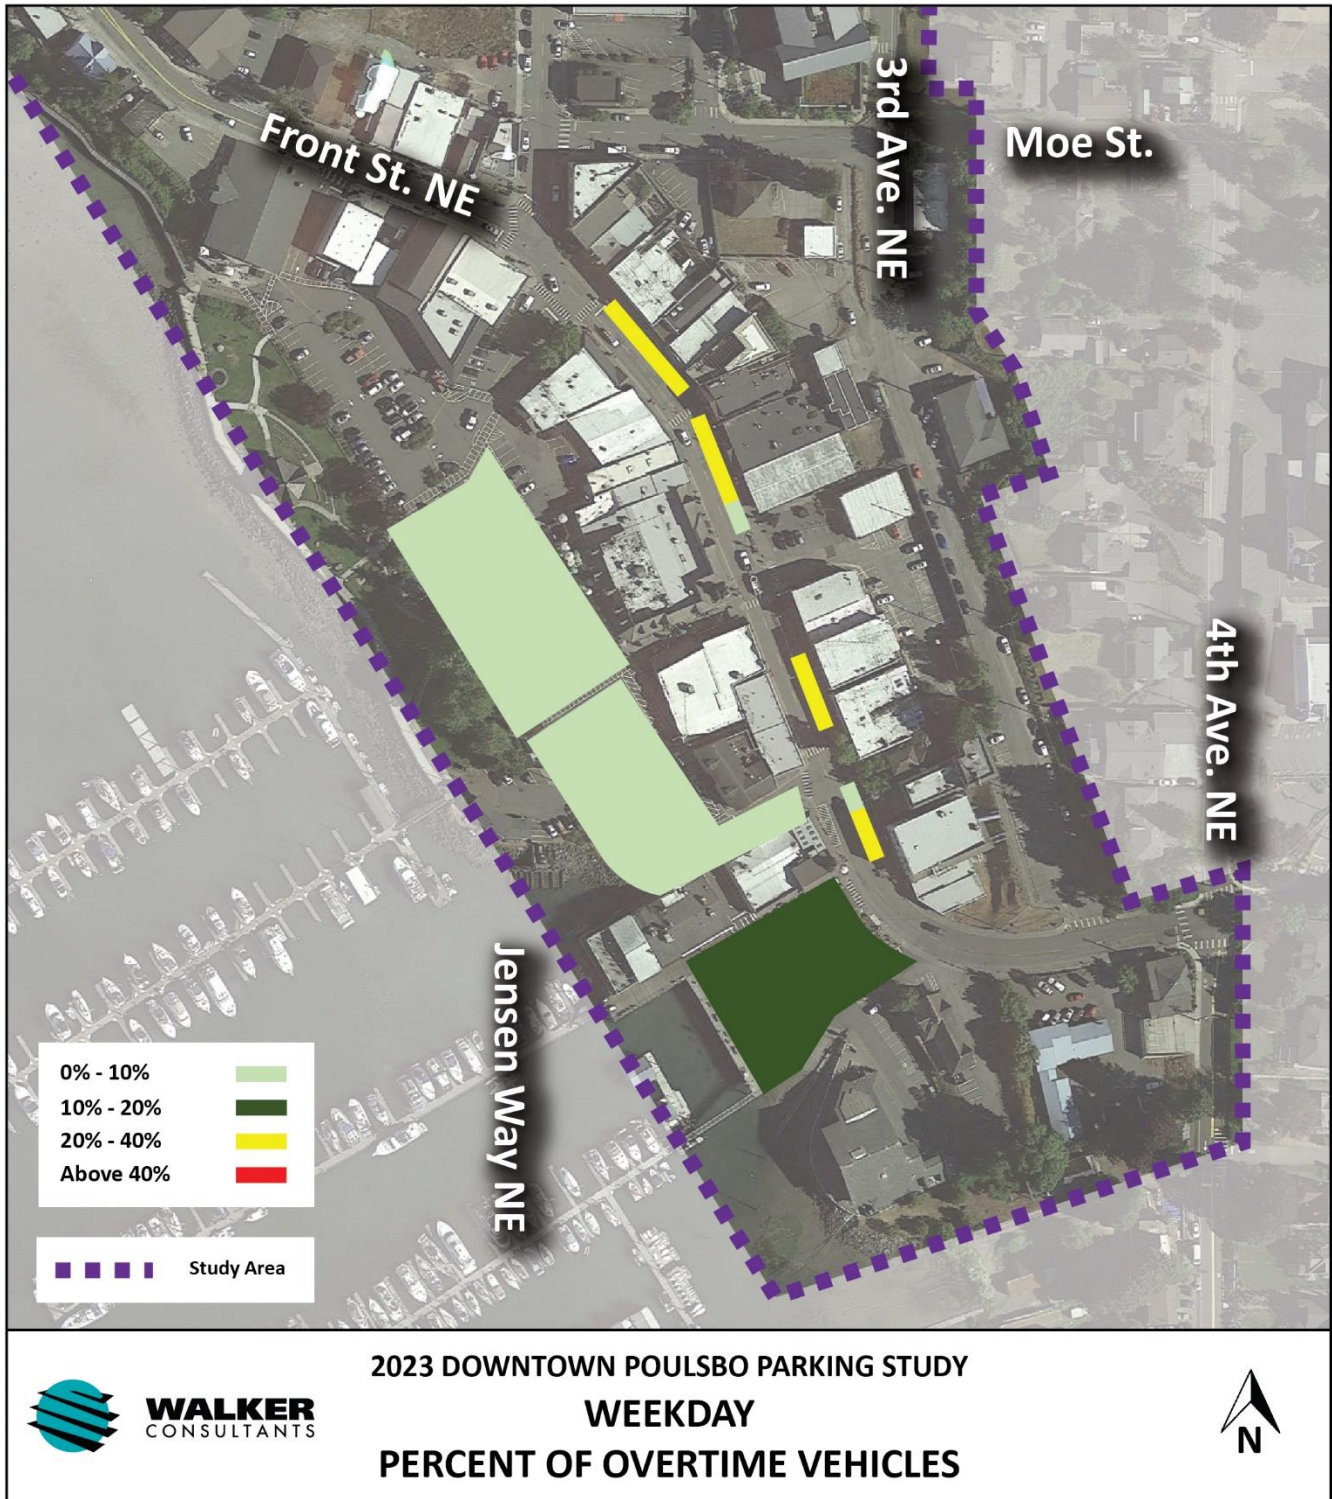 Front St. NE
3rd Ave. NE
Moe St.
4th Ave. NE
Jensen Way NE
0% - 10%
10% - 20%
20% - 40%
Above 40%
Study Area
WALKER
CONSULTANTS
2023 DOWNTOWN POULSBO PARKING STUDY
WEEKDAY
PERCENT OF OVERTIME VEHICLES
N